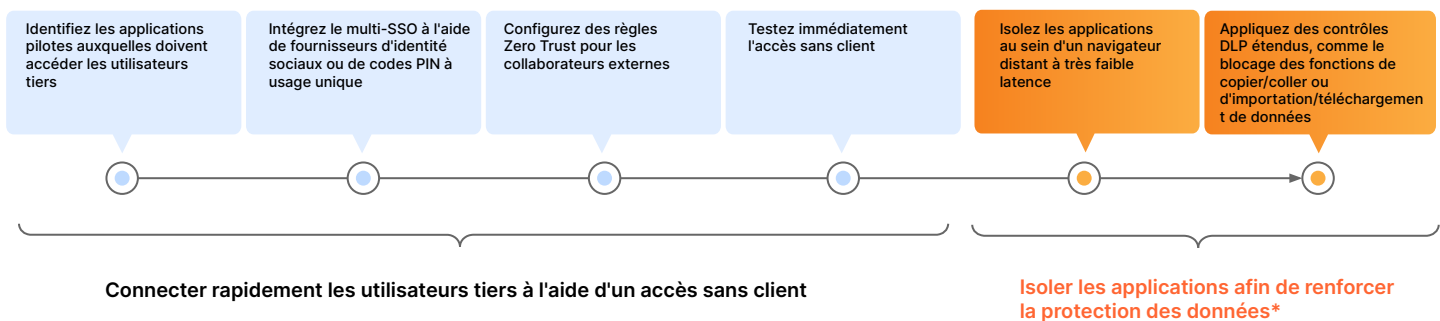 Identifiez les applications
pilotes auxquelles doivent
accéder les utilisateurs
tiers
Intégrez le multi-SSO à l'aide
de fournisseurs d'identité
sociaux ou de codes PIN à
usage unique
Configurez des règles
Zero Trust pour les
collaborateurs externes
Testez immédiatement
l'accès sans client
Isolez les applications
au sein d'un navigateur
distant à très faible
latence
Appliquez des contrôles
DLP étendus, comme le
blocage des fonctions de
copier/coller ou
d'importation/téléchargemen
t de données
Connecter rapidement les utilisateurs tiers à l'aide d'un accès sans client
Isoler les applications afin de renforcer
la protection des données*